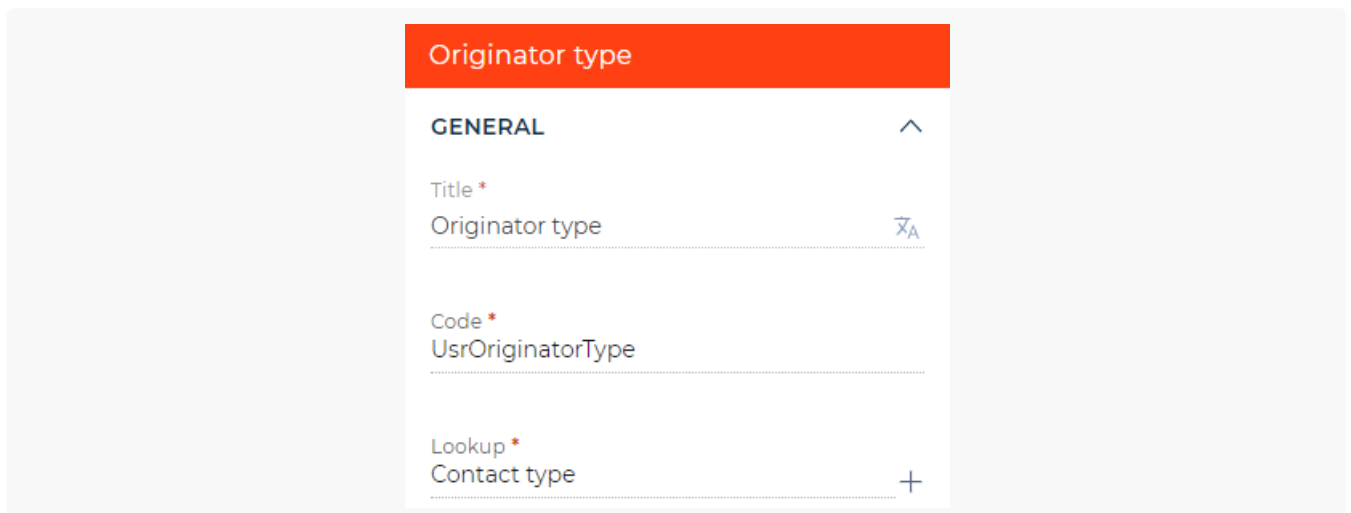 Originator type
GENERAL
Title *
Originator type
Code *
UsrOriginatorType
Lookup *
Contact type